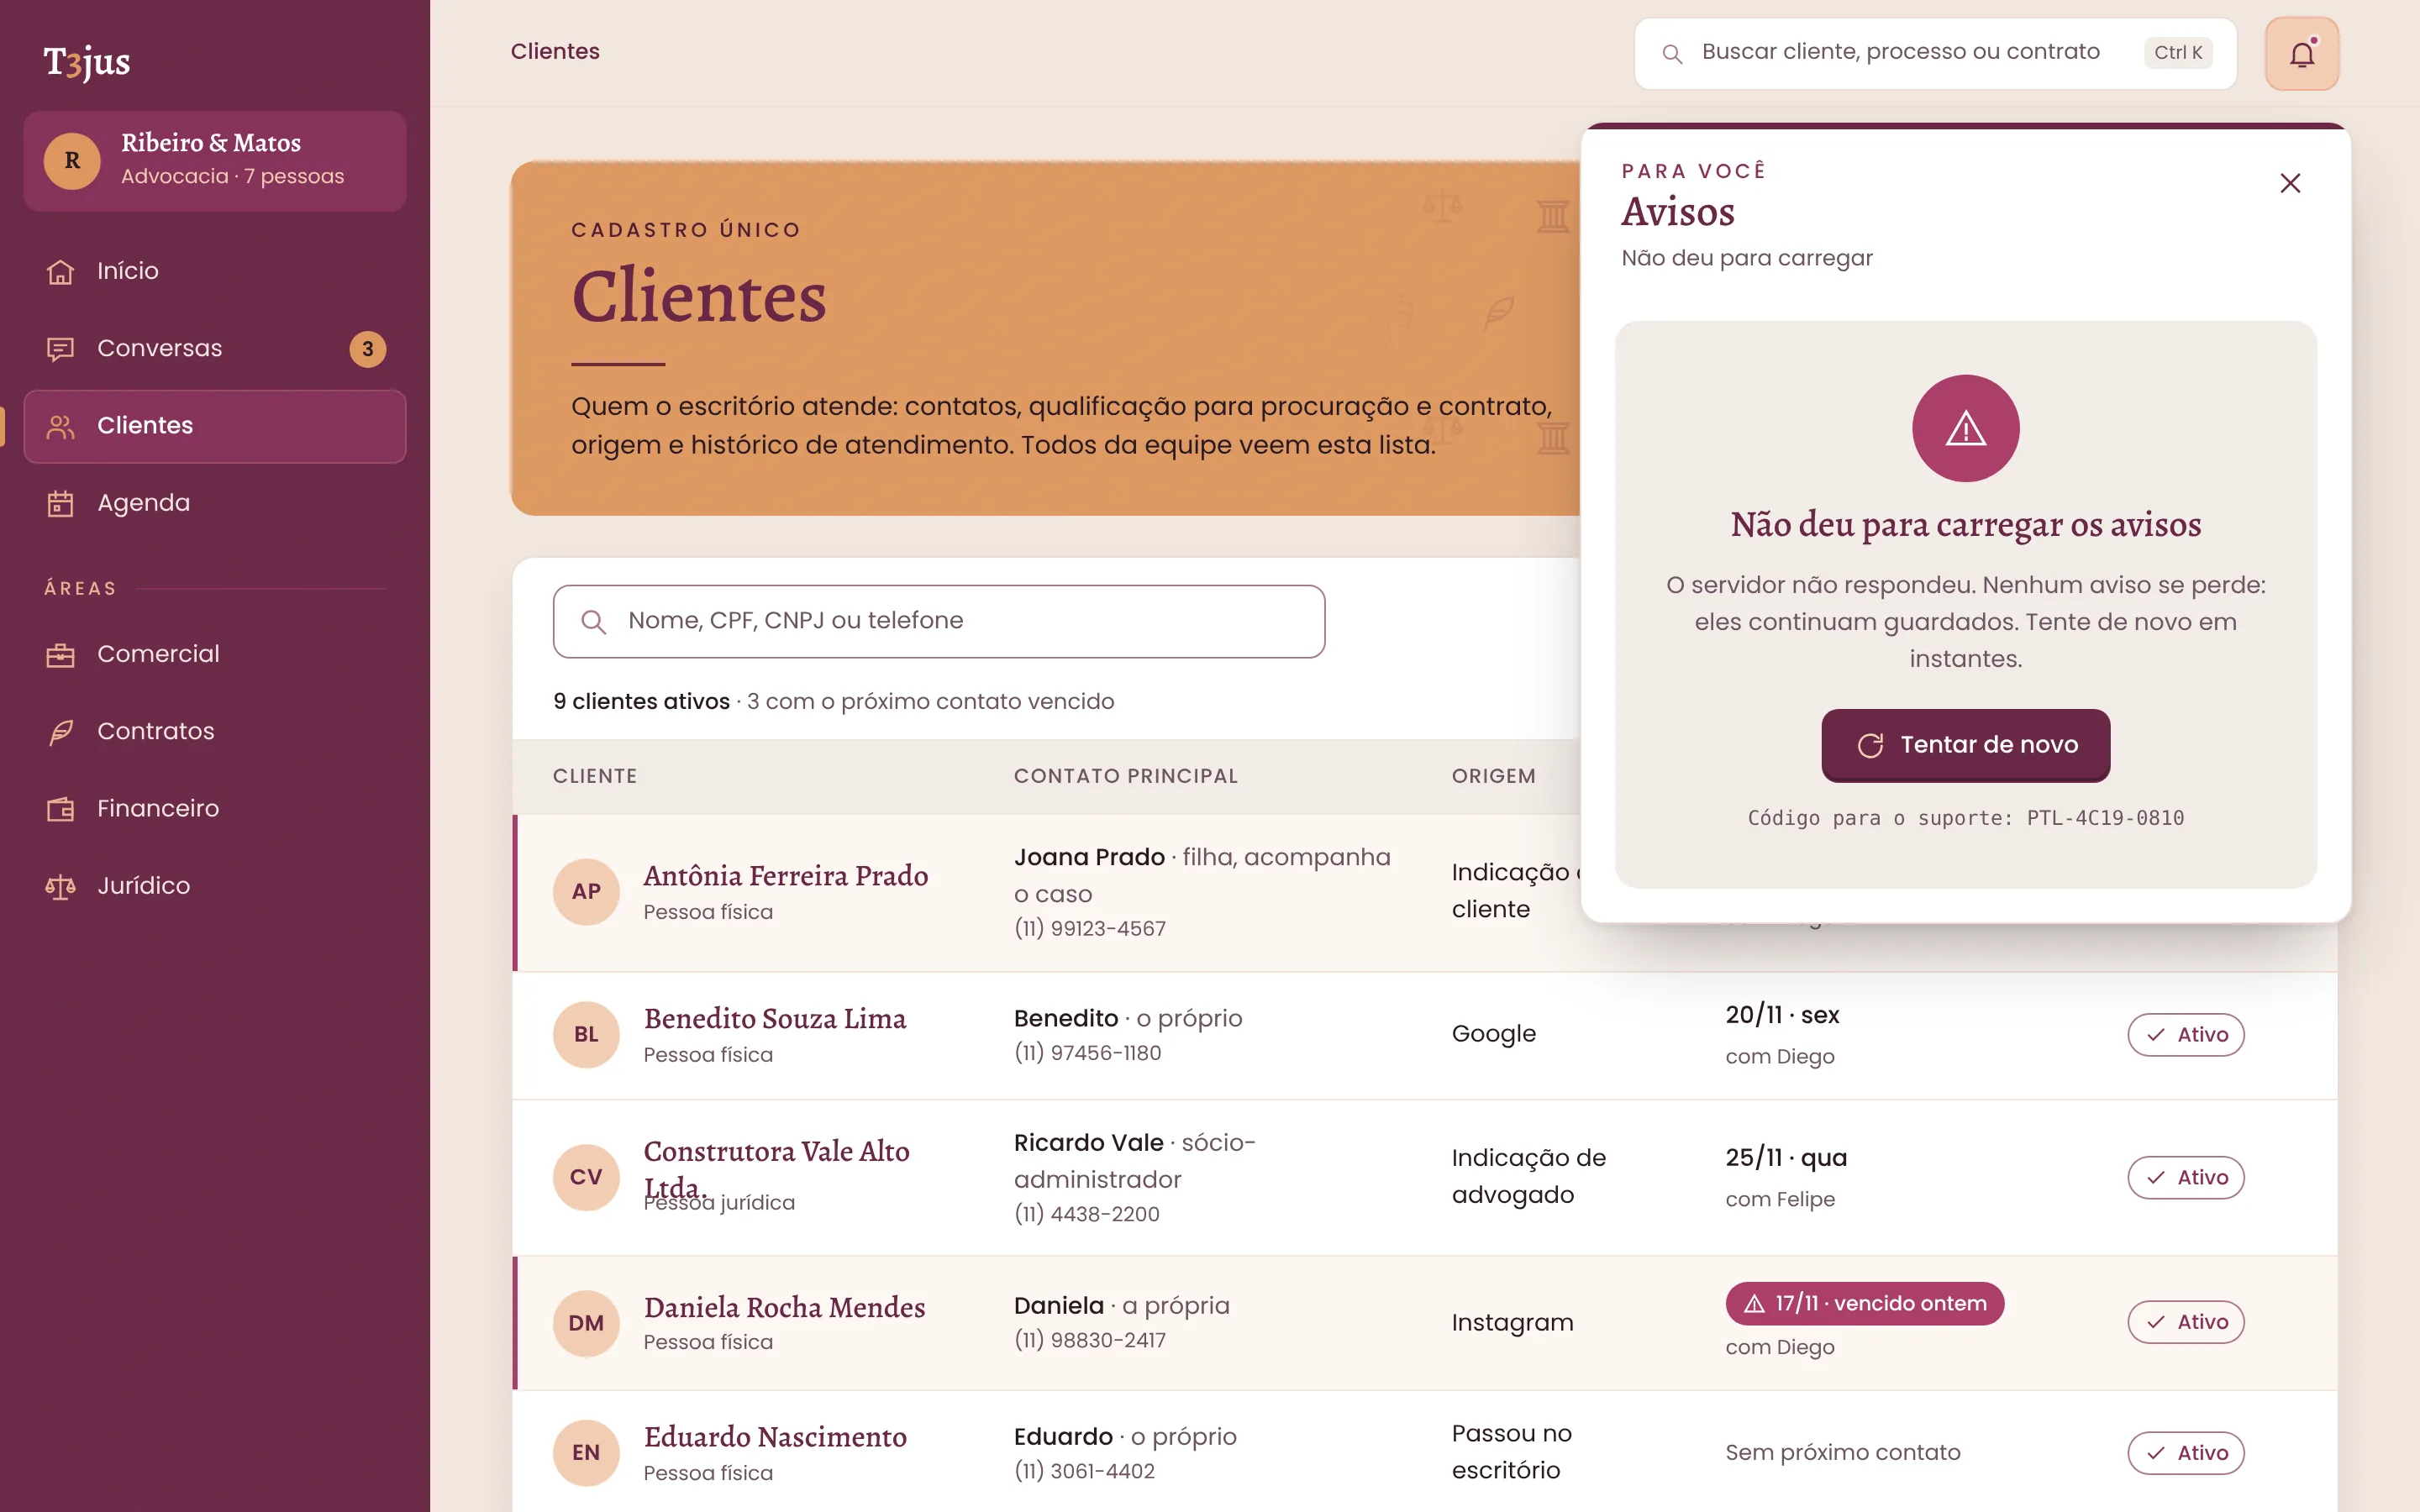 T3jus
R
Ribeiro & Matos
Advocacia · 7 pessoas
Início
Conversas
3
Clientes
Agenda
ÁREAS
Comercial
Contratos
Financeiro
Jurídico
Clientes
Buscar cliente, processo ou contrato
Ctrl K
CADASTRO ÚNICO
Clientes
Quem o escritório atende: contatos, qualificação para procuração e contrato,
origem e histórico de atendimento. Todos da equipe veem esta lista.
PARA VOCÊ
Avisos
Não deu para carregar
Não deu para carregar os avisos
O servidor não respondeu. Nenhum aviso se perde:
eles continuam guardados. Tente de novo em
instantes.
Tentar de novo
Código para o suporte: PTL-4C19-0810
Nome, CPF, CNPJ ou telefone
9 clientes ativos · 3 com o próximo contato vencido
CLIENTE
CONTATO PRINCIPAL
ORIGEM
AP
Antônia Ferreira Prado
Pessoa física
Joana Prado · filha, acompanha
o caso
(11) 99123-4567
Indicação
cliente
BL
Benedito Souza Lima
Pessoa física
Benedito · o próprio
(11) 97456-1180
Google
20/11 · sex
com Diego
Ativo
CV
Construtora Vale Alto
Ltda.
Pessoa jurídica
Ricardo Vale · sócio-
administrador
(11) 4438-2200
Indicação de
advogado
25/11 · qua
com Felipe
Ativo
DM
Daniela Rocha Mendes
Pessoa física
Daniela · a própria
(11) 98830-2417
Instagram
17/11 · vencido ontem
com Diego
Ativo
EN
Eduardo Nascimento
Pessoa física
Eduardo · o próprio
(11) 3061-4402
Passou no
escritório
Sem próximo contato
Ativo